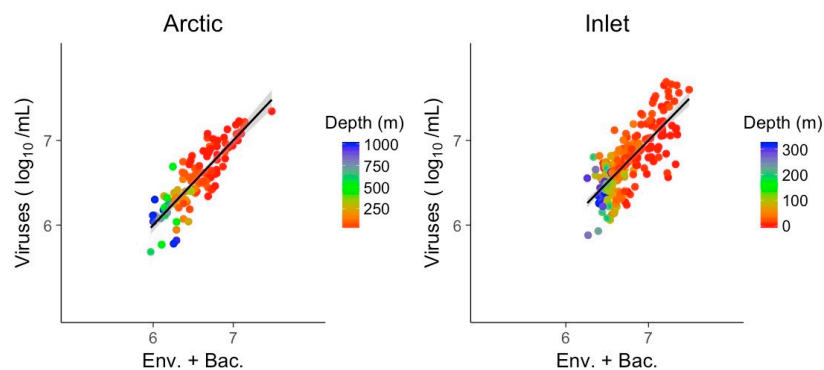 Arctic
Viruses ( log10 /mL)
7
6
6
7
Env. + Bac.
Depth (m)
1000
750
500
250
Inlet
Viruses ( log10 /mL)
7
6
6
7
Env. + Bac.
Depth (m)
300
200
100
0